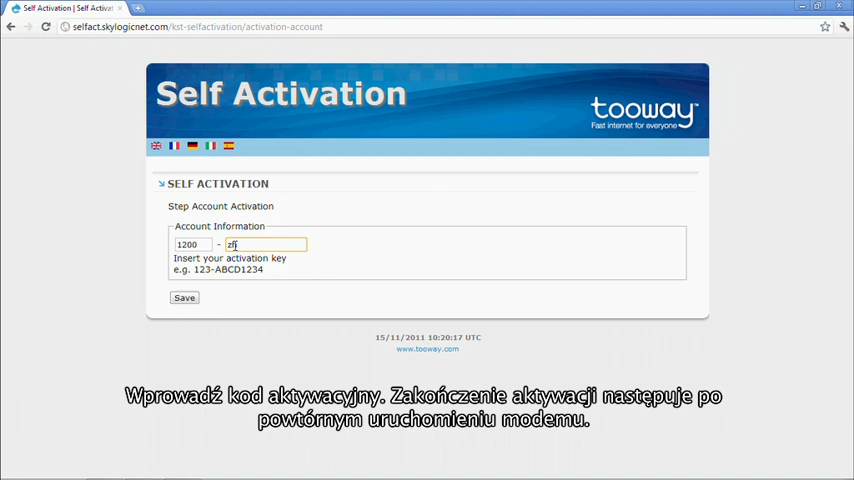 Self Activation | Self Activat
selfact.skylogicnet.com/kst-selfactivation/activation-account
Self Activation
tooway™
Fast internet for everyone
SELF ACTIVATION
Step Account Activation
Account Information
1200 - zf
Insert your activation key
e.g. 123-ABCD1234
Save
15/11/2011 10:20:17 UTC
www.tooway.com
Wprowadź kod aktywacyjny. Zakończenie aktywacji następuje po
powtórnym uruchomieniu modemu.